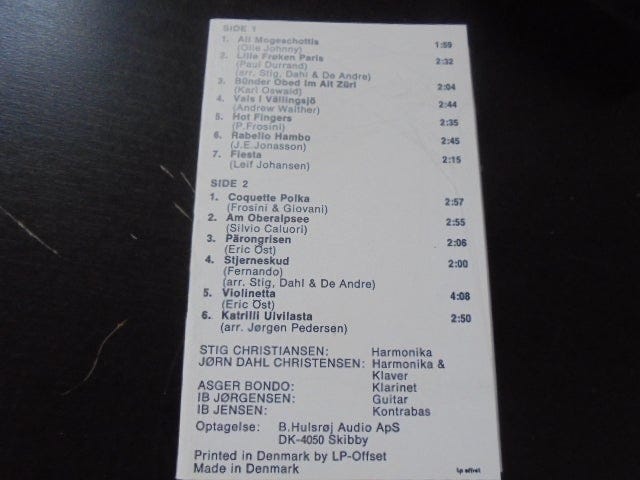 SIDE 1
1. All Mogeschottis 1:59
(Olle Johnny)
2. Lille Frøken Paris 2:32
(Paul Durrand)
(arr. Stig, Dahl & De Andre)
3. Bünder Obed im Alt Züri 2:04
(Karl Oswald)
4. Vals i Vällingsjö 2:44
(Andrew Walther)
5. Hot Fingers 2:35
(P.Frosini)
6. Rabello Hambo 2:45
(J.E.Jonasson)
7. Fiesta 2:15
(Leif Johansen)
SIDE 2
1. Coquette Polka 2:57
(Frosini & Giovani)
2. Am Oberalpsee 2:55
(Silvio Caluori)
3. Pärongrisen 2:06
(Eric Öst)
4. Stjerneskud 2:00
(Fernando)
(arr. Stig, Dahl & De Andre)
5. Violinetta 4:08
(Eric Öst)
6. Katrilli Uivilasta 2:50
(arr. Jørgen Pedersen)
STIG CHRISTIANSEN: Harmonika
JØRN DAHL CHRISTENSEN: Harmonika &
Klaver
ASGER BONDO: Klarinet
IB JØRGENSEN: Guitar
IB JENSEN: Kontrabas
Optagelse: B.Hulsrøj Audio ApS
DK-4050 Skibby
Printed in Denmark by LP-Offset
Made in Denmark
Lp offset